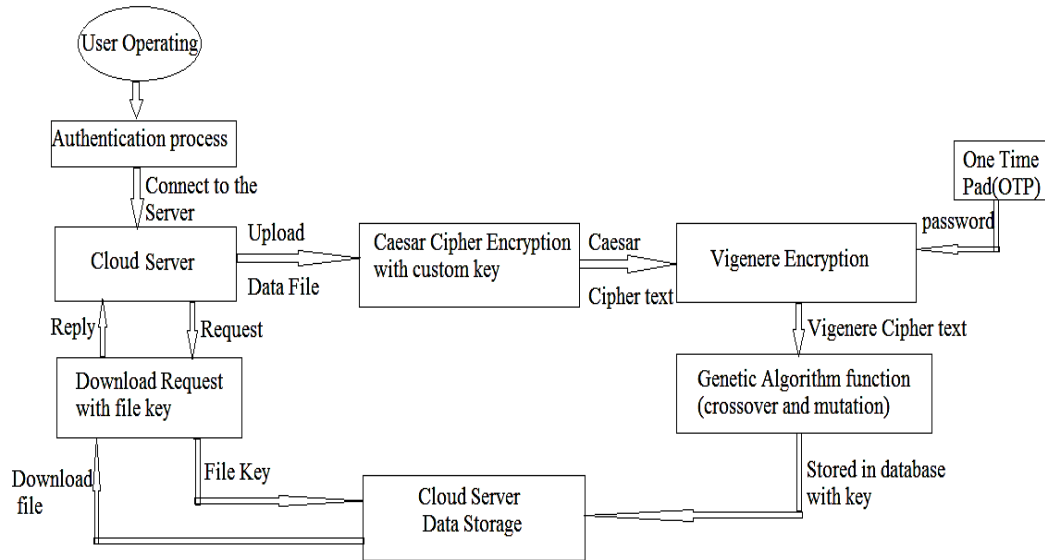 User Operating
Authentication process
Connect to the
Server
One Time
Pad(OTP)
password
Cloud Server
Upload
Data File
Caesar Cipher Encryption
with custom key
Caesar
Cipher text
Vigenere Encryption
Reply
Request
Vigenere Cipher text
Download Request
with file key
Genetic Algorithm function
(crossover and mutation)
Download
file
File Key
Cloud Server
Data Storage
Stored in database
with key